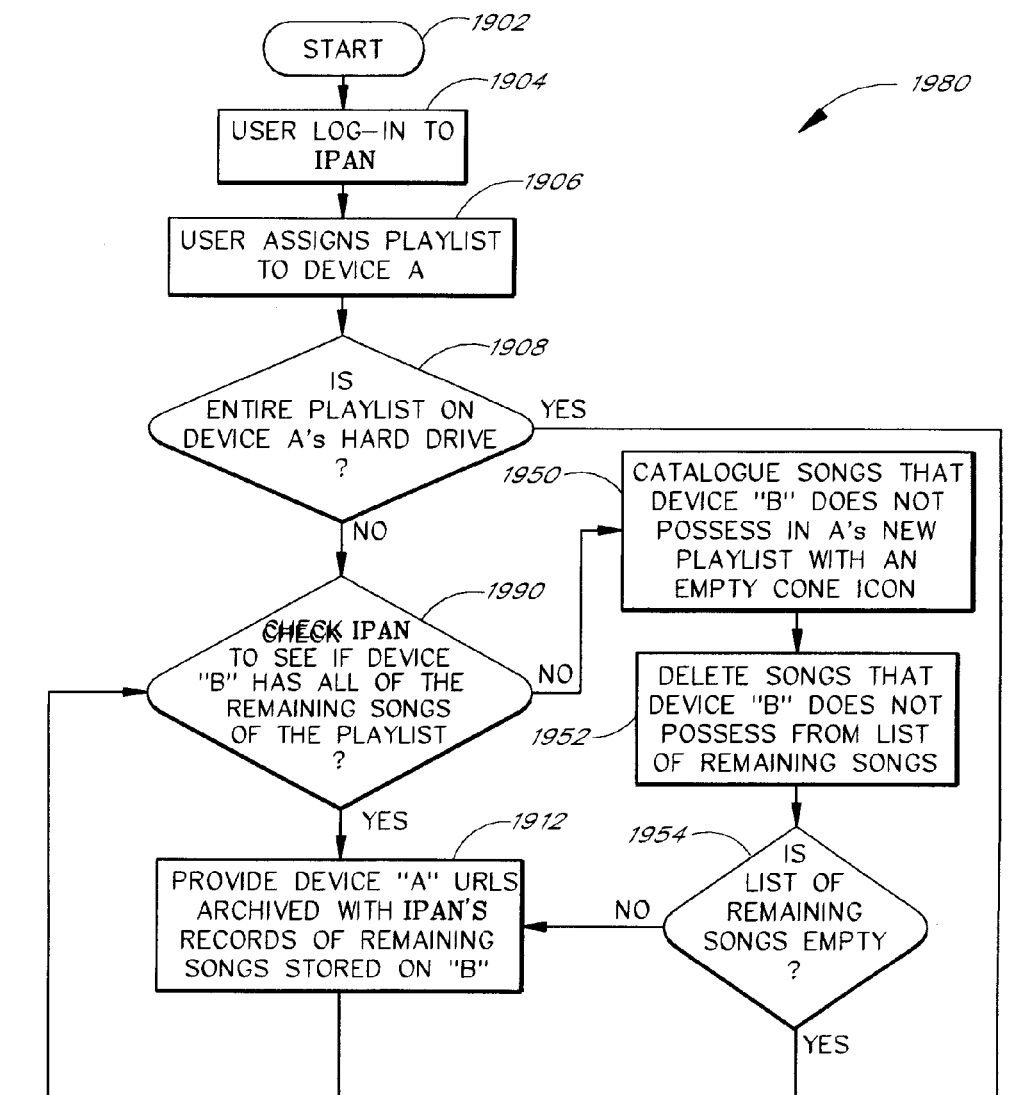 1902
START
1904
1980
USER LOG-IN TO
IPAN
1906
USER ASSIGNS PLAYLIST
TO DEVICE A
1908
IS
ENTIRE PLAYLIST ON
DEVICE A's HARD DRIVE
?
YES
NO
1950
CATALOGUE SONGS THAT
DEVICE "B" DOES NOT
POSSESS IN A's NEW
PLAYLIST WITH AN
EMPTY CONE ICON
1990
CHECK IPAN
TO SEE IF DEVICE
"B" HAS ALL OF THE
REMAINING SONGS
OF THE PLAYLIST
?
NO
YES
1952
DELETE SONGS THAT
DEVICE "B" DOES NOT
POSSESS FROM LIST
OF REMAINING SONGS
1912
PROVIDE DEVICE "A" URLS
ARCHIVED WITH IPAN'S
RECORDS OF REMAINING
SONGS STORED ON "B"
1954
IS
LIST OF
REMAINING
SONGS EMPTY
?
NO
YES